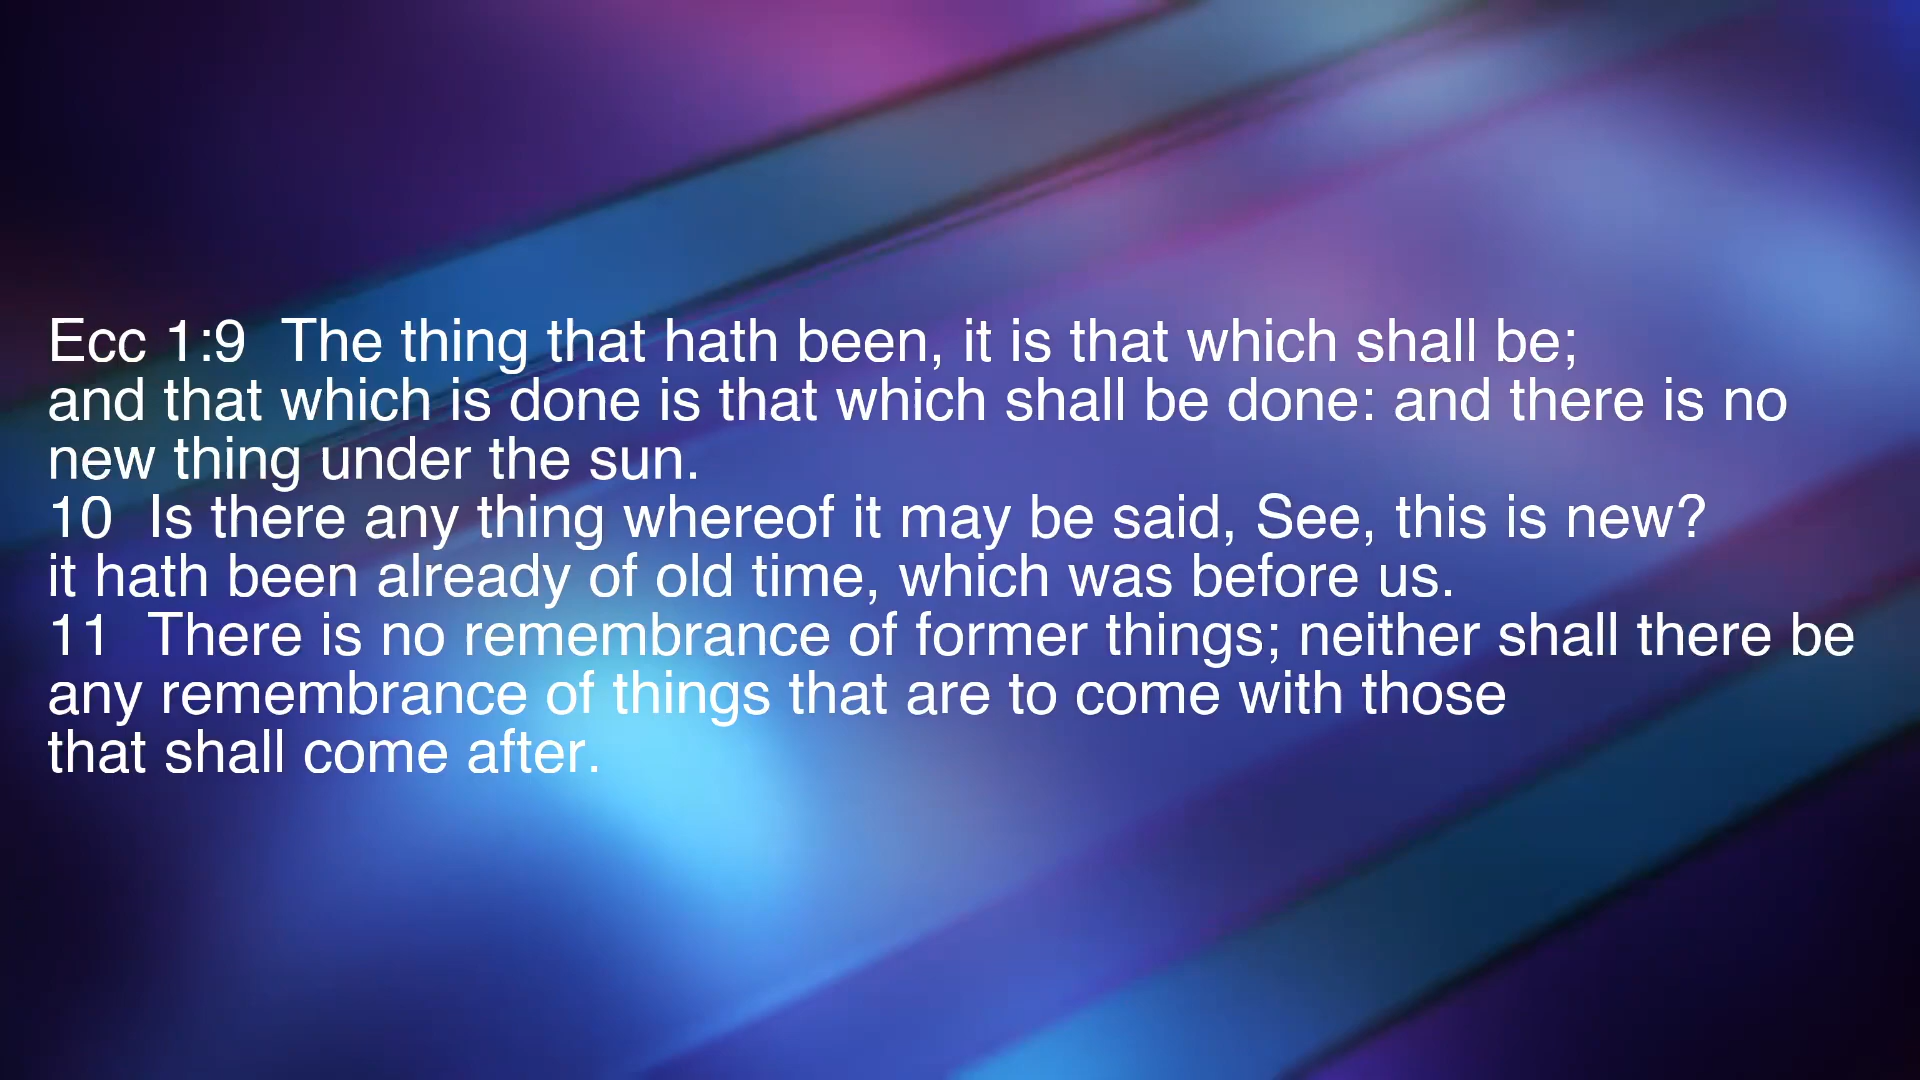 Ecc 1:9  The thing that hath been, it is that which shall be;
and that which is done is that which shall be done: and there is no
new thing under the sun.
10  Is there any thing whereof it may be said, See, this is new?
it hath been already of old time, which was before us.
11  There is no remembrance of former things; neither shall there be
any remembrance of things that are to come with those
that shall come after.